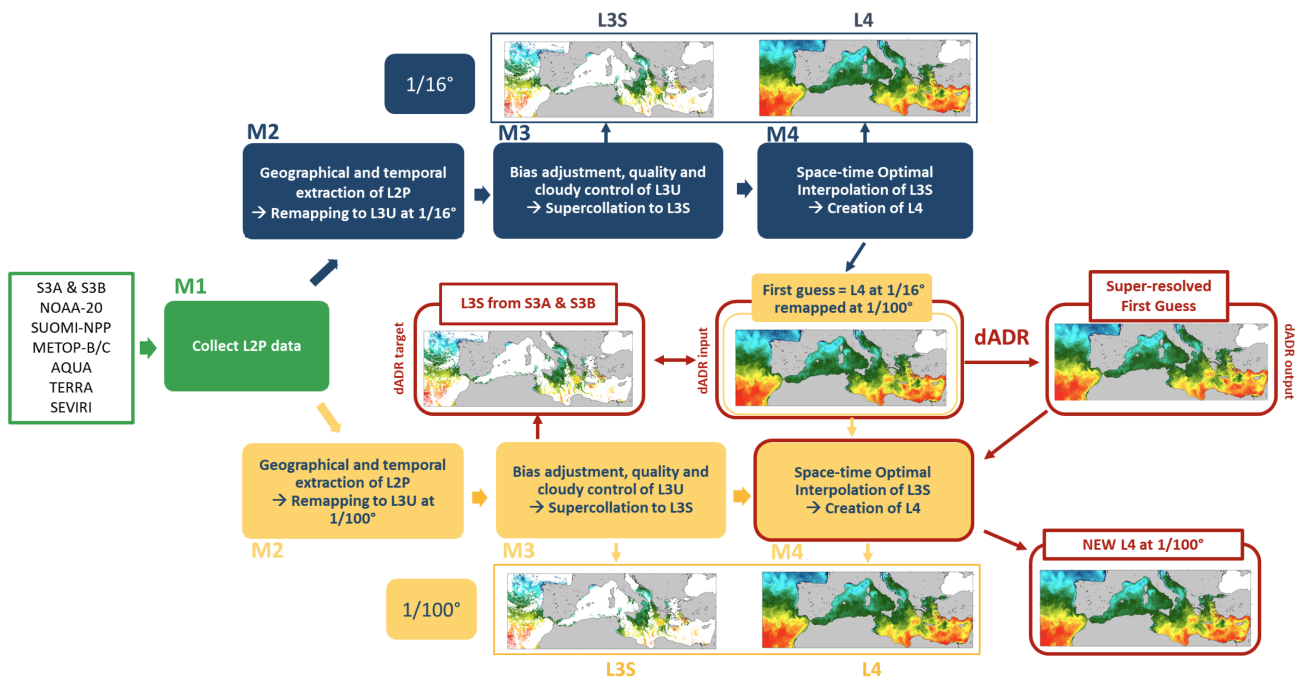 L3S
L4
1/16°
M2
M3
M4
Geographical and temporal
extraction of L2P
→ Remapping to L3U at 1/16°
Bias adjustment, quality and
cloudy control of L3U
→ Supercollation to L3S
Space-time Optimal
Interpolation of L3S
→ Creation of L4
S3A & S3B
NOAA-20
SUOMI-NPP
METOP-B/C
AQUA
TERRA
SEVIRI
M1
Collect L2P data
L3S from S3A & S3B
dADR target
First guess = L4 at 1/16°
remapped at 1/100°
dADR input
dADR
Super-resolved
First Guess
dADR output
Geographical and temporal
extraction of L2P
→ Remapping to L3U at
1/100°
Bias adjustment, quality and
cloudy control of L3U
→ Supercollation to L3S
Space-time Optimal
Interpolation of L3S
→ Creation of L4
M2
M3
M4
NEW L4 at 1/100°
1/100°
L3S
L4